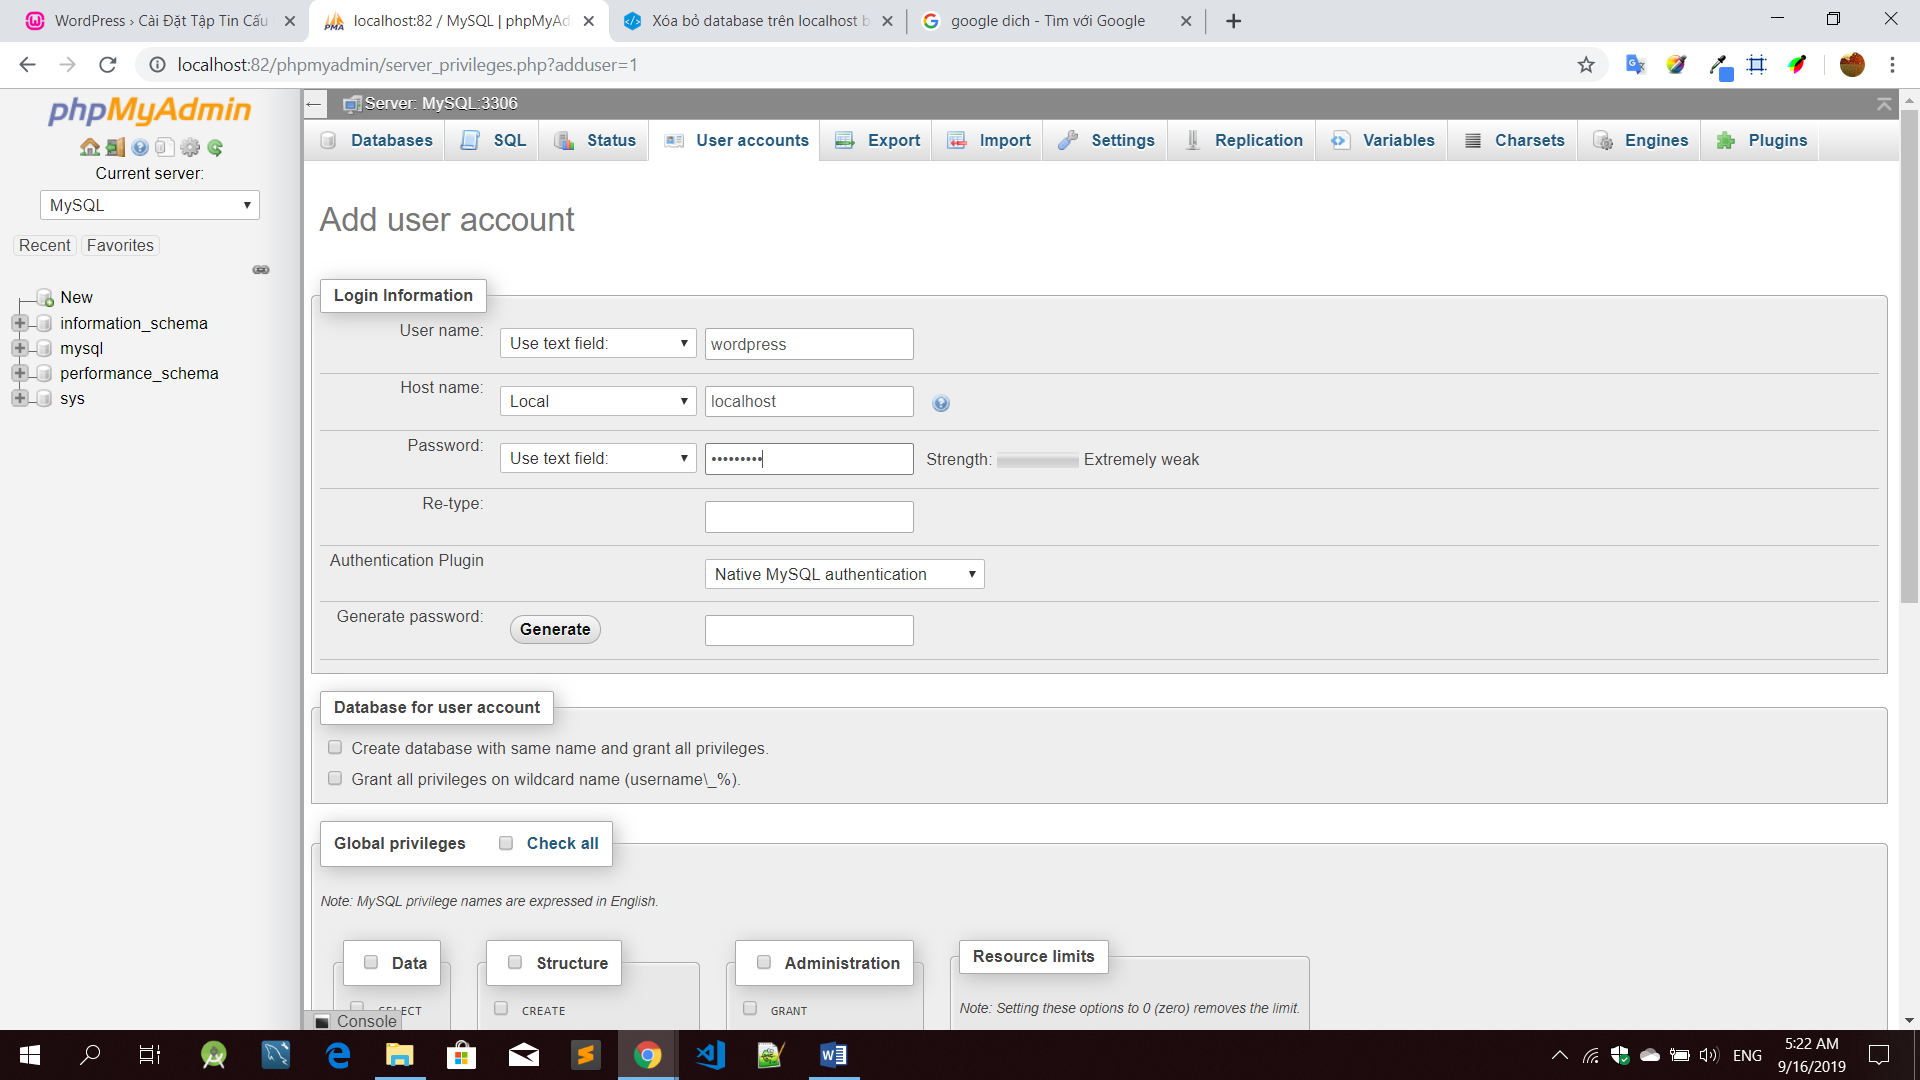 WordPress › Cài Đặt Tập Tin Cấu
localhost:82 / MySQL | phpMyAd
Xóa bỏ database trên localhost b
google dich - Tìm với Google
localhost:82/phpmyadmin/server_privileges.php?adduser=1
phpMyAdmin
Current server:
MySQL
Recent Favorites
New
information_schema
mysql
performance_schema
sys
Server: MySQL:3306
Databases
SQL
Status
User accounts
Export
Import
Settings
Replication
Variables
Charsets
Engines
Plugins
Add user account
Login Information
User name: Use text field: wordpress
Host name: Local localhost
Password: Use text field: ••••••••• Strength: Extremely weak
Re-type:
Authentication Plugin Native MySQL authentication
Generate password: Generate
Database for user account
Create database with same name and grant all privileges.
Grant all privileges on wildcard name (username\_%).
Global privileges Check all
Note: MySQL privilege names are expressed in English.
Data
SELECT
Structure
CREATE
Administration
GRANT
Resource limits
Note: Setting these options to 0 (zero) removes the limit.
Console
ENG
5:22 AM
9/16/2019